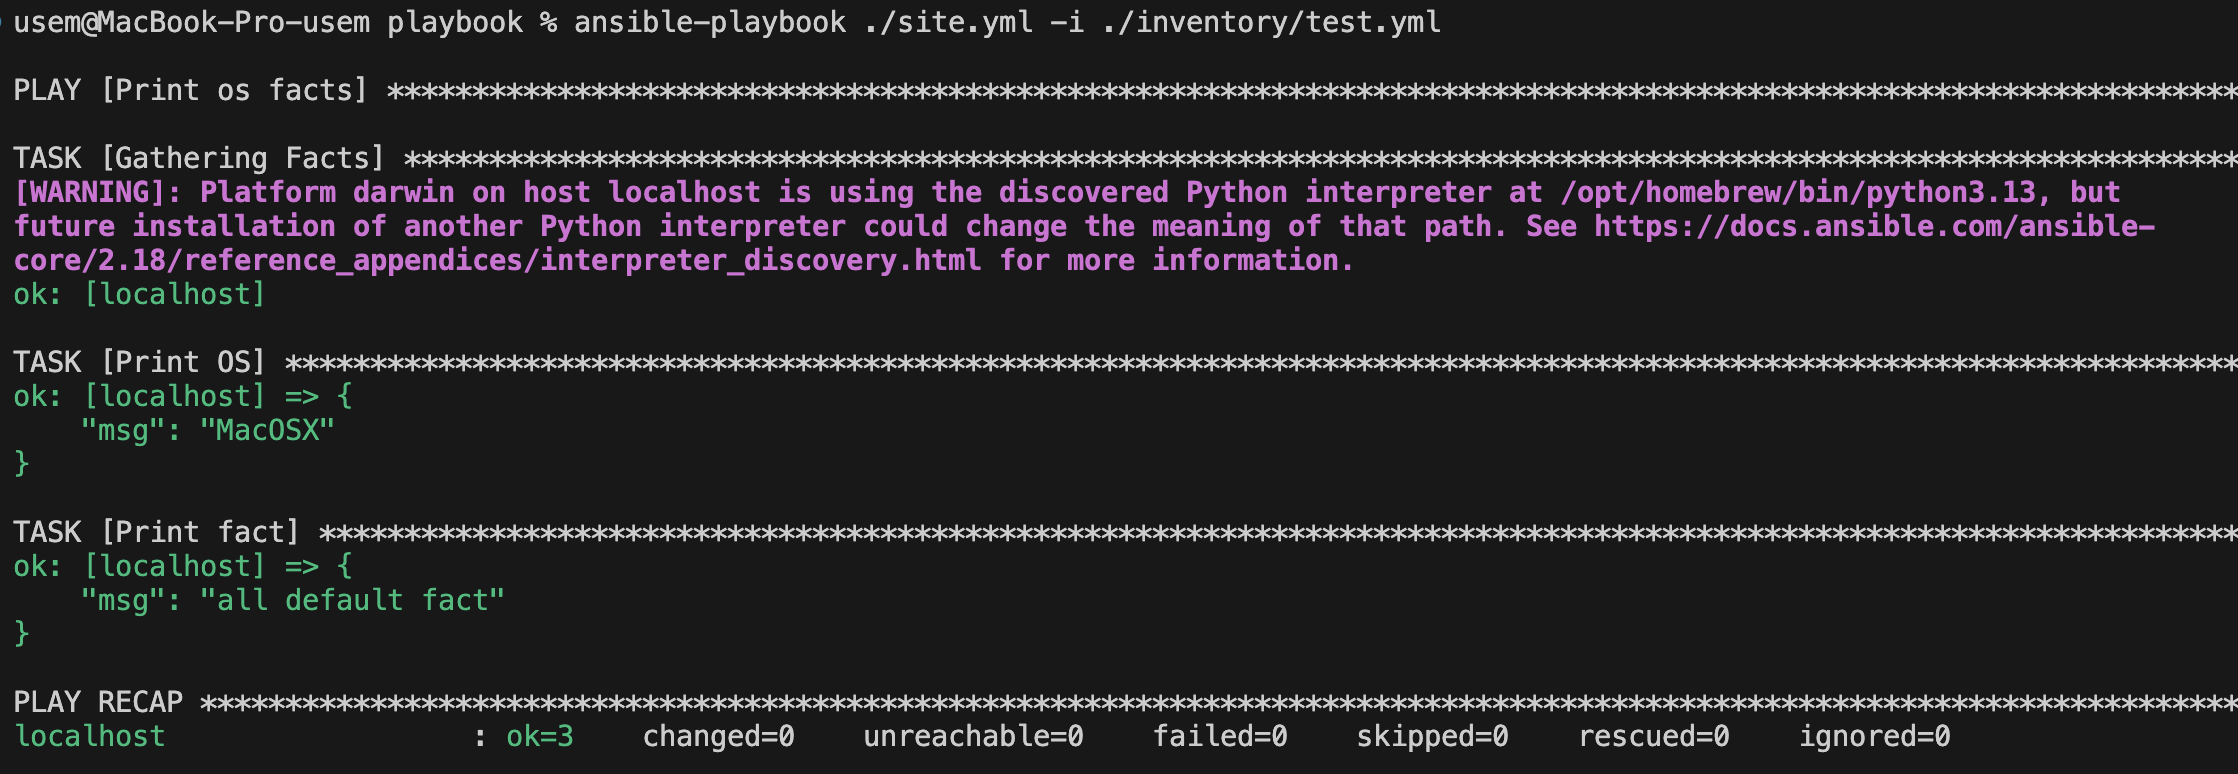 usem@MacBook-Pro-usem playbook % ansible-playbook ./site.yml -i ./inventory/test.yml
PLAY [Print os facts] *************************************************************************************************************
TASK [Gathering Facts] ************************************************************************************************************
[WARNING]: Platform darwin on host localhost is using the discovered Python interpreter at /opt/homebrew/bin/python3.13, but
future installation of another Python interpreter could change the meaning of that path. See https://docs.ansible.com/ansible-
core/2.18/reference_appendices/interpreter_discovery.html for more information.
ok: [localhost]
TASK [Print OS] *******************************************************************************************************************
ok: [localhost] => {
    "msg": "MacOSX"
}
TASK [Print fact] *****************************************************************************************************************
ok: [localhost] => {
    "msg": "all default fact"
}
PLAY RECAP ************************************************************************************************************************
localhost                  : ok=3    changed=0    unreachable=0    failed=0    skipped=0    rescued=0    ignored=0